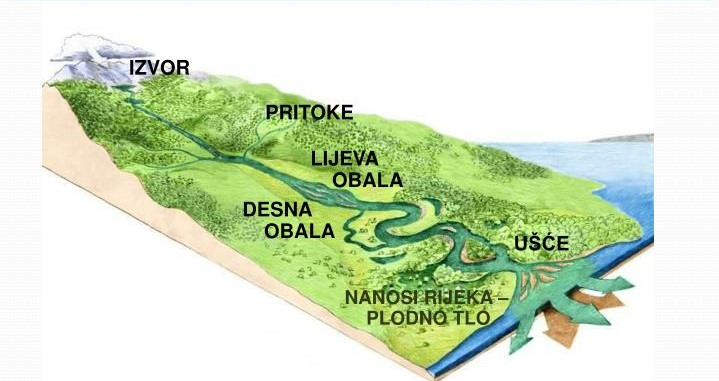 IZVOR
PRITOKE
LIJEVA
OBALA
DESNA
OBALA
UŠĆE
NANOSI RIJEKA –
PLODNO TLO